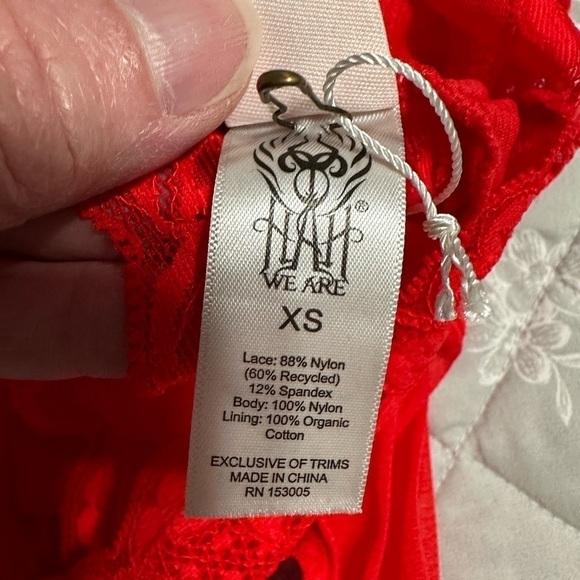 HAH
®
WE ARE
XS
Lace: 88% Nylon
(60% Recycled)
12% Spandex
Body: 100% Nylon
Lining: 100% Organic
Cotton
EXCLUSIVE OF TRIMS
MADE IN CHINA
RN 153005